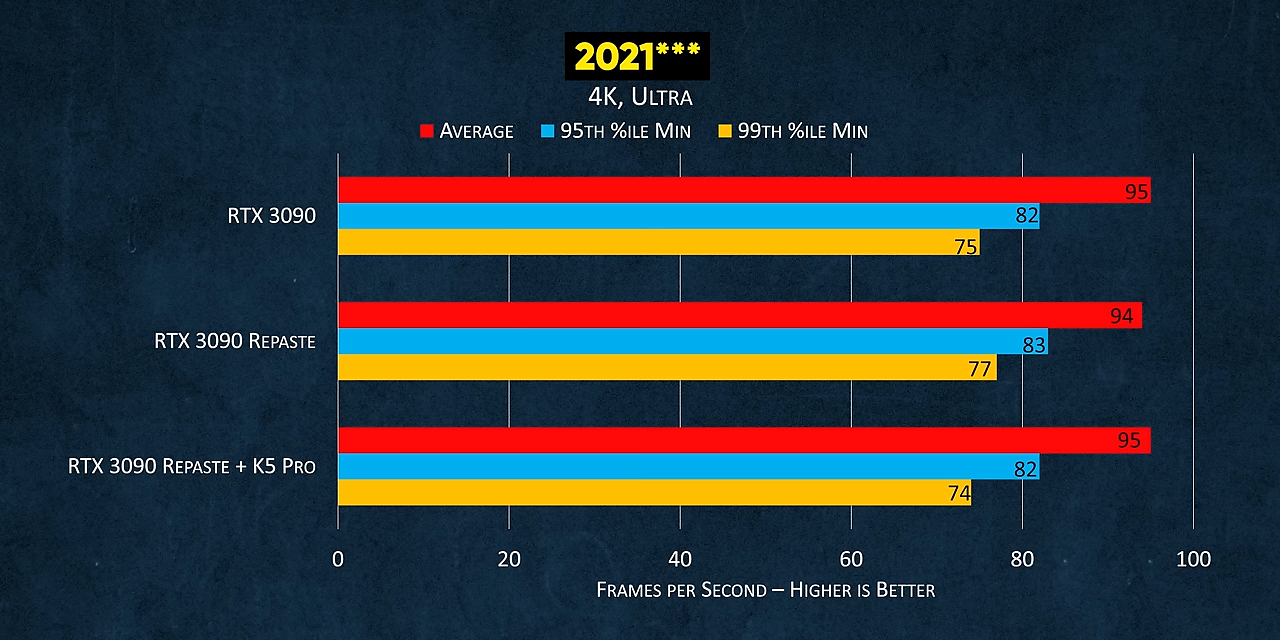 2021***
4K, Ultra
Average 95th %ile Min 99th %ile Min
RTX 3090
95
82
75
RTX 3090 Repaste
94
83
77
RTX 3090 Repaste + K5 Pro
95
82
74
0 20 40 60 80 100
Frames per Second – Higher is Better